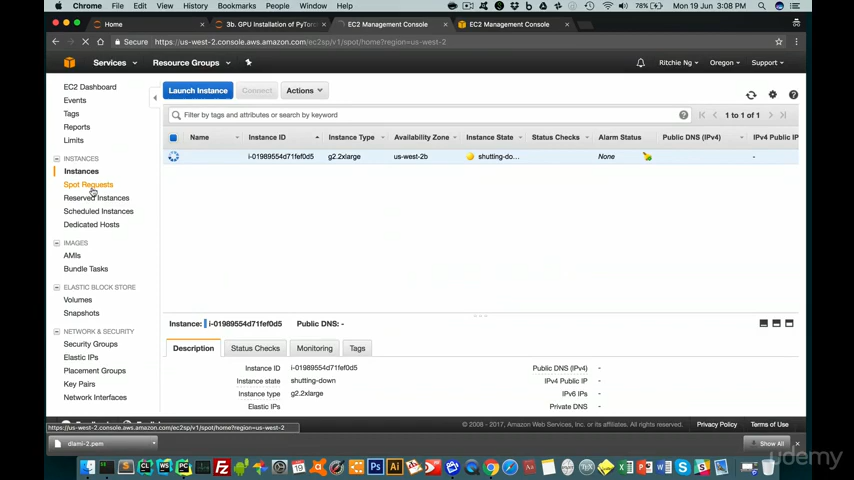 Chrome File Edit View History Bookmarks People Window Help 78% Mon 19 Jun 3:08 PM
Home 3b. GPU Installation of PyTorc EC2 Management Console EC2 Management Console
Secure https://us-west-2.console.aws.amazon.com/ec2sp/v1/spot/home?region=us-west-2
Services Resource Groups Ritchie Ng Oregon Support
EC2 Dashboard
Events
Tags
Reports
Limits
INSTANCES
Instances
Spot Requests
Reserved Instances
Scheduled Instances
Dedicated Hosts
IMAGES
AMIs
Bundle Tasks
ELASTIC BLOCK STORE
Volumes
Snapshots
NETWORK & SECURITY
Security Groups
Elastic IPs
Placement Groups
Key Pairs
Network Interfaces
Launch Instance Connect Actions
Filter by tags and attributes or search by keyword 1 to 1 of 1
Name Instance ID Instance Type Availability Zone Instance State Status Checks Alarm Status Public DNS (IPv4) IPv4 Public IP
i-01989554d71fef0d5 g2.2xlarge us-west-2b shutting-do... None -
Instance: i-01989554d71fef0d5 Public DNS: -
Description Status Checks Monitoring Tags
Instance ID i-01989554d71fef0d5 Public DNS (IPv4) -
Instance state shutting-down IPv4 Public IP -
Instance type g2.2xlarge IPv6 IPs -
Elastic IPs Private DNS -
© 2008 - 2017, Amazon Web Services, Inc. or its affiliates. All rights reserved. Privacy Policy Terms of Use
https://us-west-2.console.aws.amazon.com/ec2sp/v1/spot/home?region=us-west-2
dlami-2.pem Show All
udemy